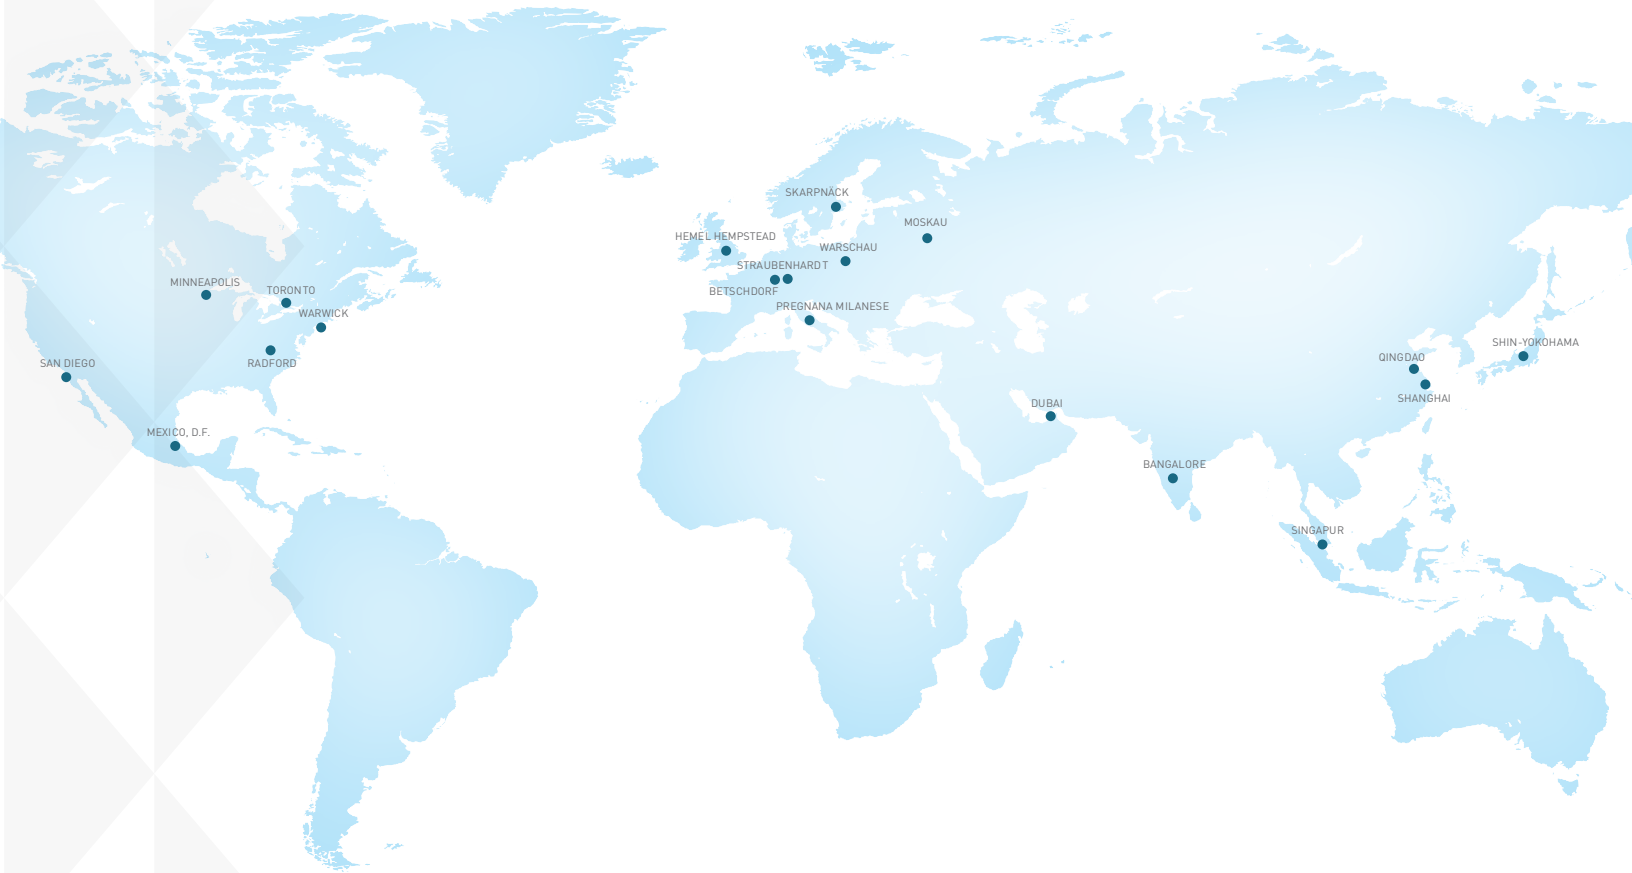 SKARPNÄCK
MOSKAU
HEMEL HEMPSTEAD
WARSCHAU
STRAUBENHARDT
BETSCHDORF
PREGNANA MILANESE
MINNEAPOLIS
TORONTO
WARWICK
RADFORD
SAN DIEGO
MEXICO, D.F.
SHIN-YOKOHAMA
QINGDAO
SHANGHAI
DUBAI
BANGALORE
SINGAPUR